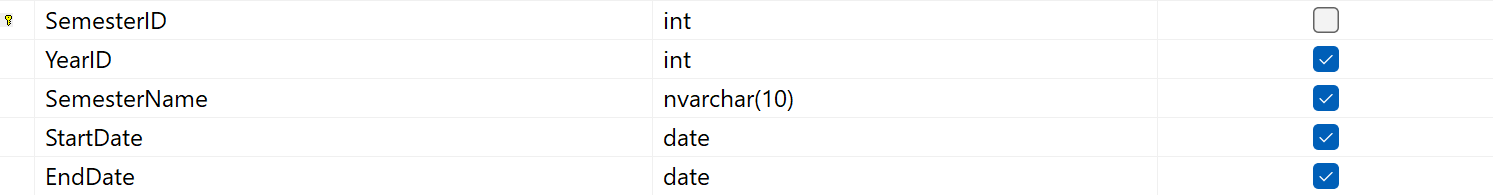 SemesterID int
YearID int
SemesterName nvarchar(10)
StartDate date
EndDate date